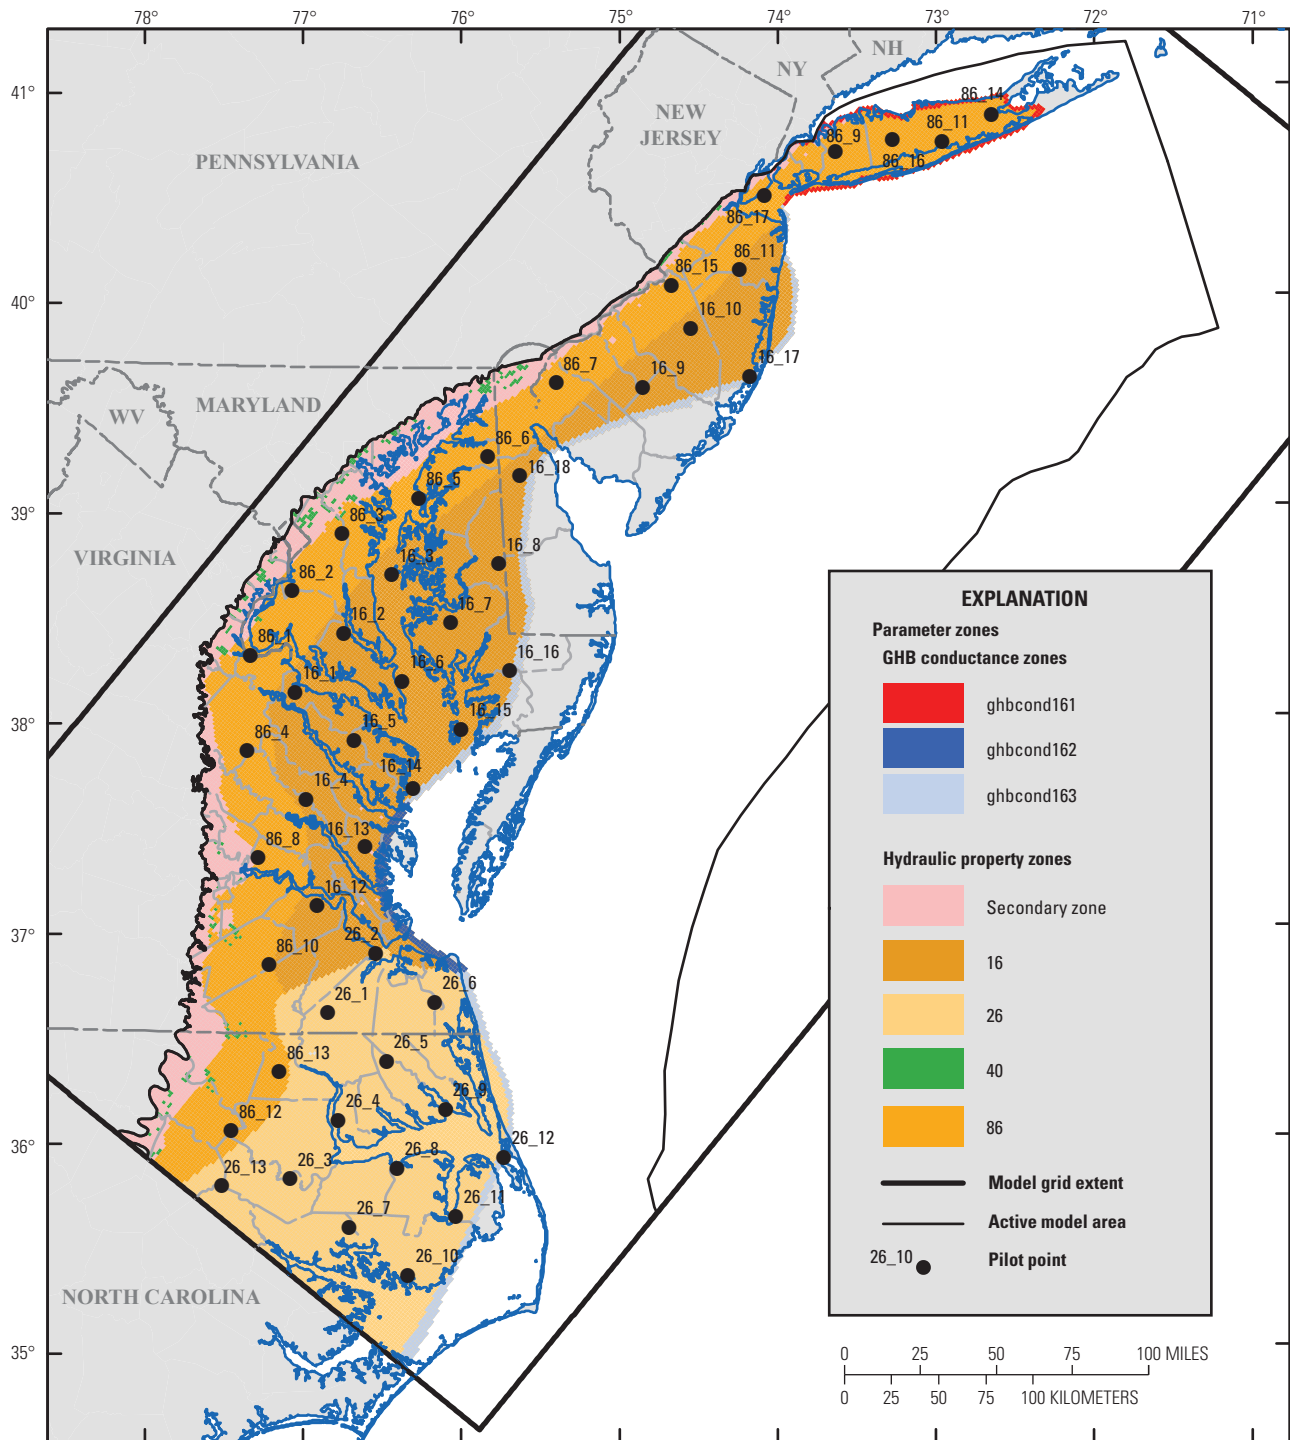 78° 77° 76° 75° 74° 73° 72° 71°
41°
40°
39°
38°
37°
36°
35°
NH
NY
NEW
JERSEY
PENNSYLVANIA
MARYLAND
WV
VIRGINIA
NORTH CAROLINA
86_14
86_11
86_9
86_16
86_17
86_11
86_15
16_10
16_17
16_9
86_7
86_6
16_18
86_5
86_3
16_8
16_3
86_2
16_7
16_2
86_1
16_6
16_16
16_1
16_15
16_5
86_4
16_14
16_4
16_13
86_8
16_12
26_2
86_10
26_6
26_1
26_5
86_13
26_9
26_4
86_12
26_12
26_8
26_3
26_13
26_11
26_7
26_10
EXPLANATION
Parameter zones
GHB conductance zones
ghbcond161
ghbcond162
ghbcond163
Hydraulic property zones
Secondary zone
16
26
40
86
Model grid extent
Active model area
26_10 Pilot point
0 25 50 75 100 MILES
0 25 50 75 100 KILOMETERS